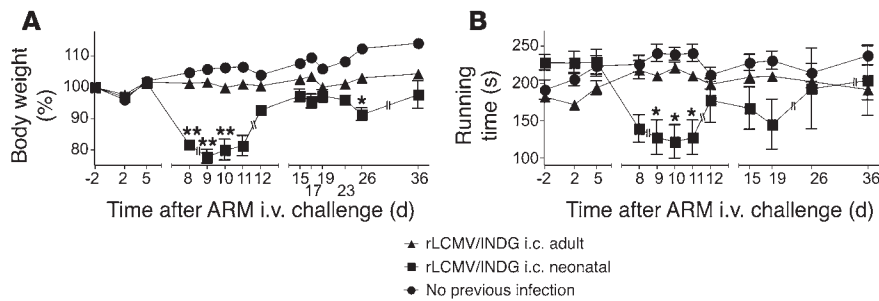 A
Body weight
(%)
110
100
90
80
** ** ** *
-2 2 5 8 9 10 11 12 15 17 19 23 26 36
Time after ARM i.v. challenge (d)
B
Running
time (s)
250
200
150
100
* * *
-2 2 5 8 9 10 11 12 15 19 26 36
Time after ARM i.v. challenge (d)
rLCMV/INDG i.c. adult
rLCMV/INDG i.c. neonatal
No previous infection